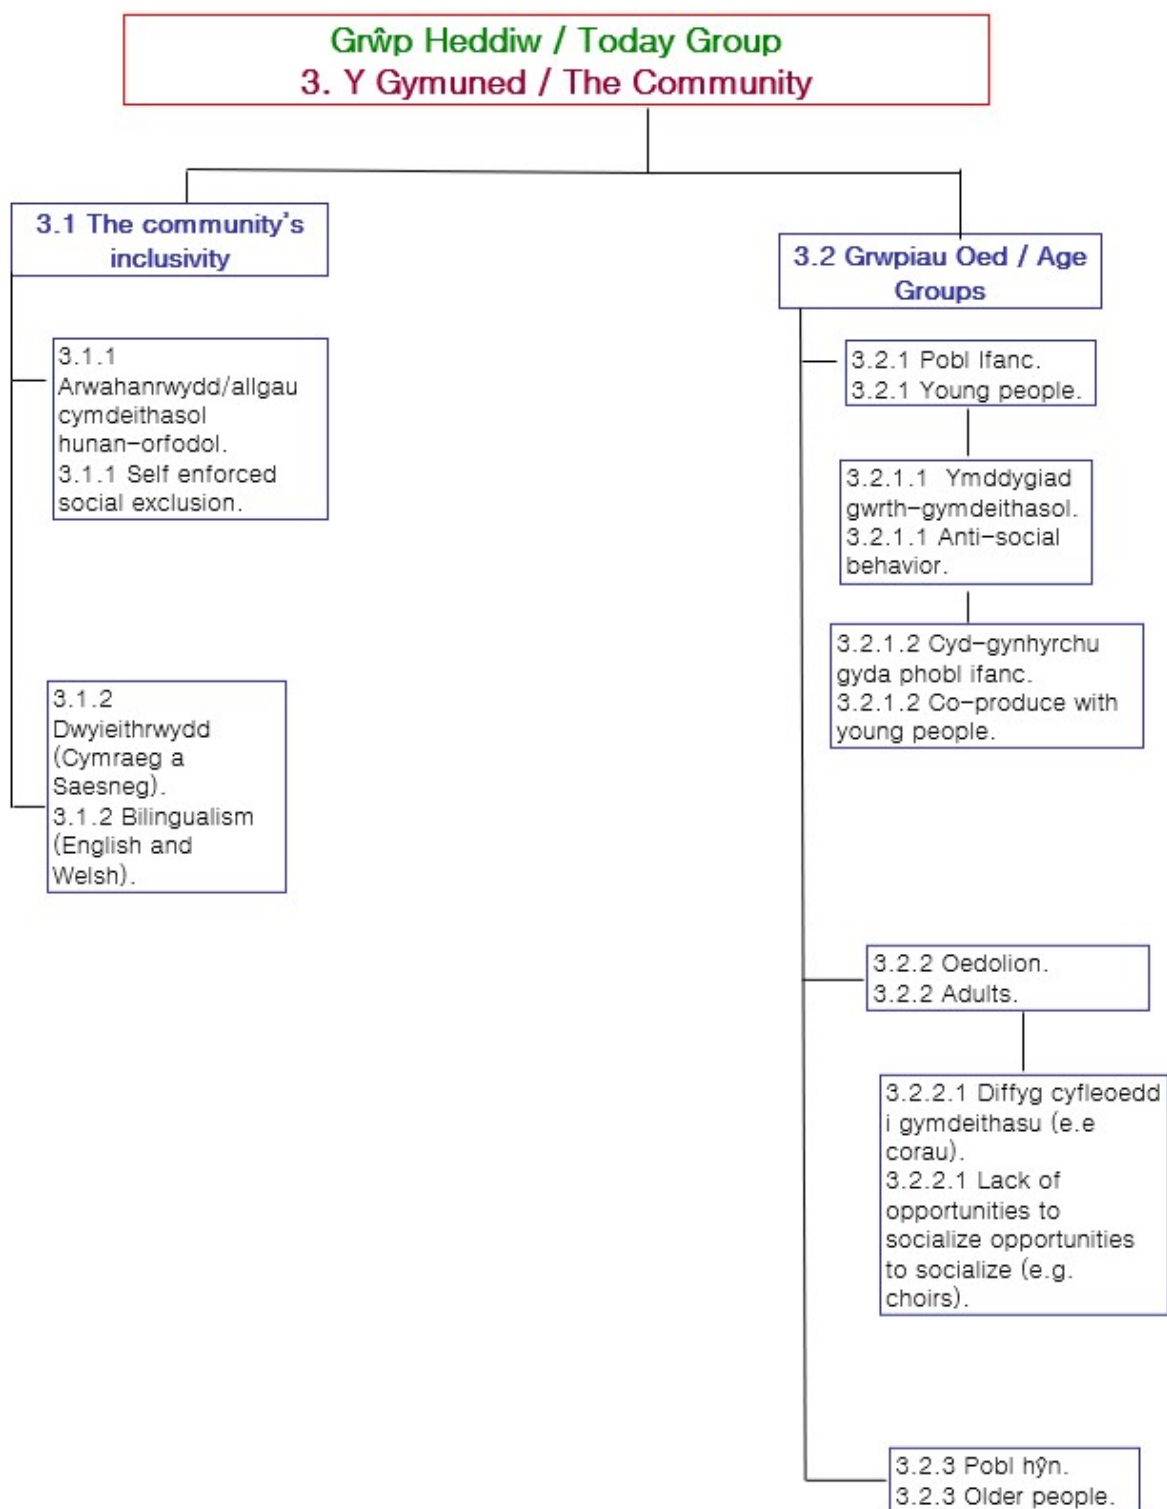 Grŵp Heddiw / Today Group
3. Y Gymuned / The Community
3.1 The community's
inclusivity
3.1.1
Arwahanrwydd/allgau
cymdeithasol
hunan-orfodol.
3.1.1 Self enforced
social exclusion.
3.1.2
Dwyieithrwydd
(Cymraeg a
Saesneg).
3.1.2 Bilingualism
(English and
Welsh).
3.2 Grwpiau Oed / Age
Groups
3.2.1 Pobl Ifanc.
3.2.1 Young people.
3.2.1.1 Ymddygiad
gwrth-gymdeithasol.
3.2.1.1 Anti-social
behavior.
3.2.1.2 Cyd-gynhyrchu
gyda phobl ifanc.
3.2.1.2 Co-produce with
young people.
3.2.2 Oedolion.
3.2.2 Adults.
3.2.2.1 Diffyg cyfleoedd
i gymdeithasu (e.e
corau).
3.2.2.1 Lack of
opportunities to
socialize opportunities
to socialize (e.g.
choirs).
3.2.3 Pobl hŷn.
3.2.3 Older people.